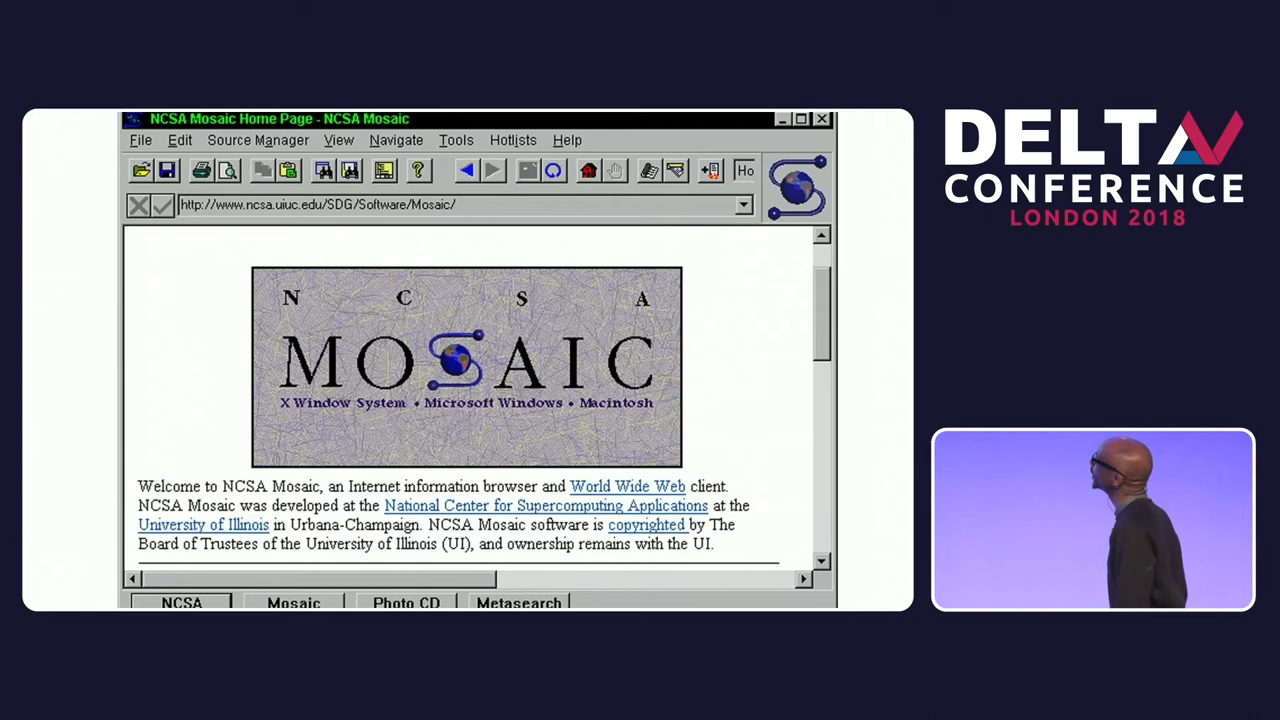 NCSA Mosaic Home Page - NCSA Mosaic
File Edit Source Manager View Navigate Tools Hotlists Help
Ho
http://www.ncsa.uiuc.edu/SDG/Software/Mosaic/
N C S A
MOSAIC
X Window System • Microsoft Windows • Macintosh
Welcome to NCSA Mosaic, an Internet information browser and World Wide Web client.
NCSA Mosaic was developed at the National Center for Supercomputing Applications at the
University of Illinois in Urbana-Champaign. NCSA Mosaic software is copyrighted by The
Board of Trustees of the University of Illinois (UI), and ownership remains with the UI.
NCSA Mosaic Photo CD Metasearch
DELTA V
CONFERENCE
LONDON 2018